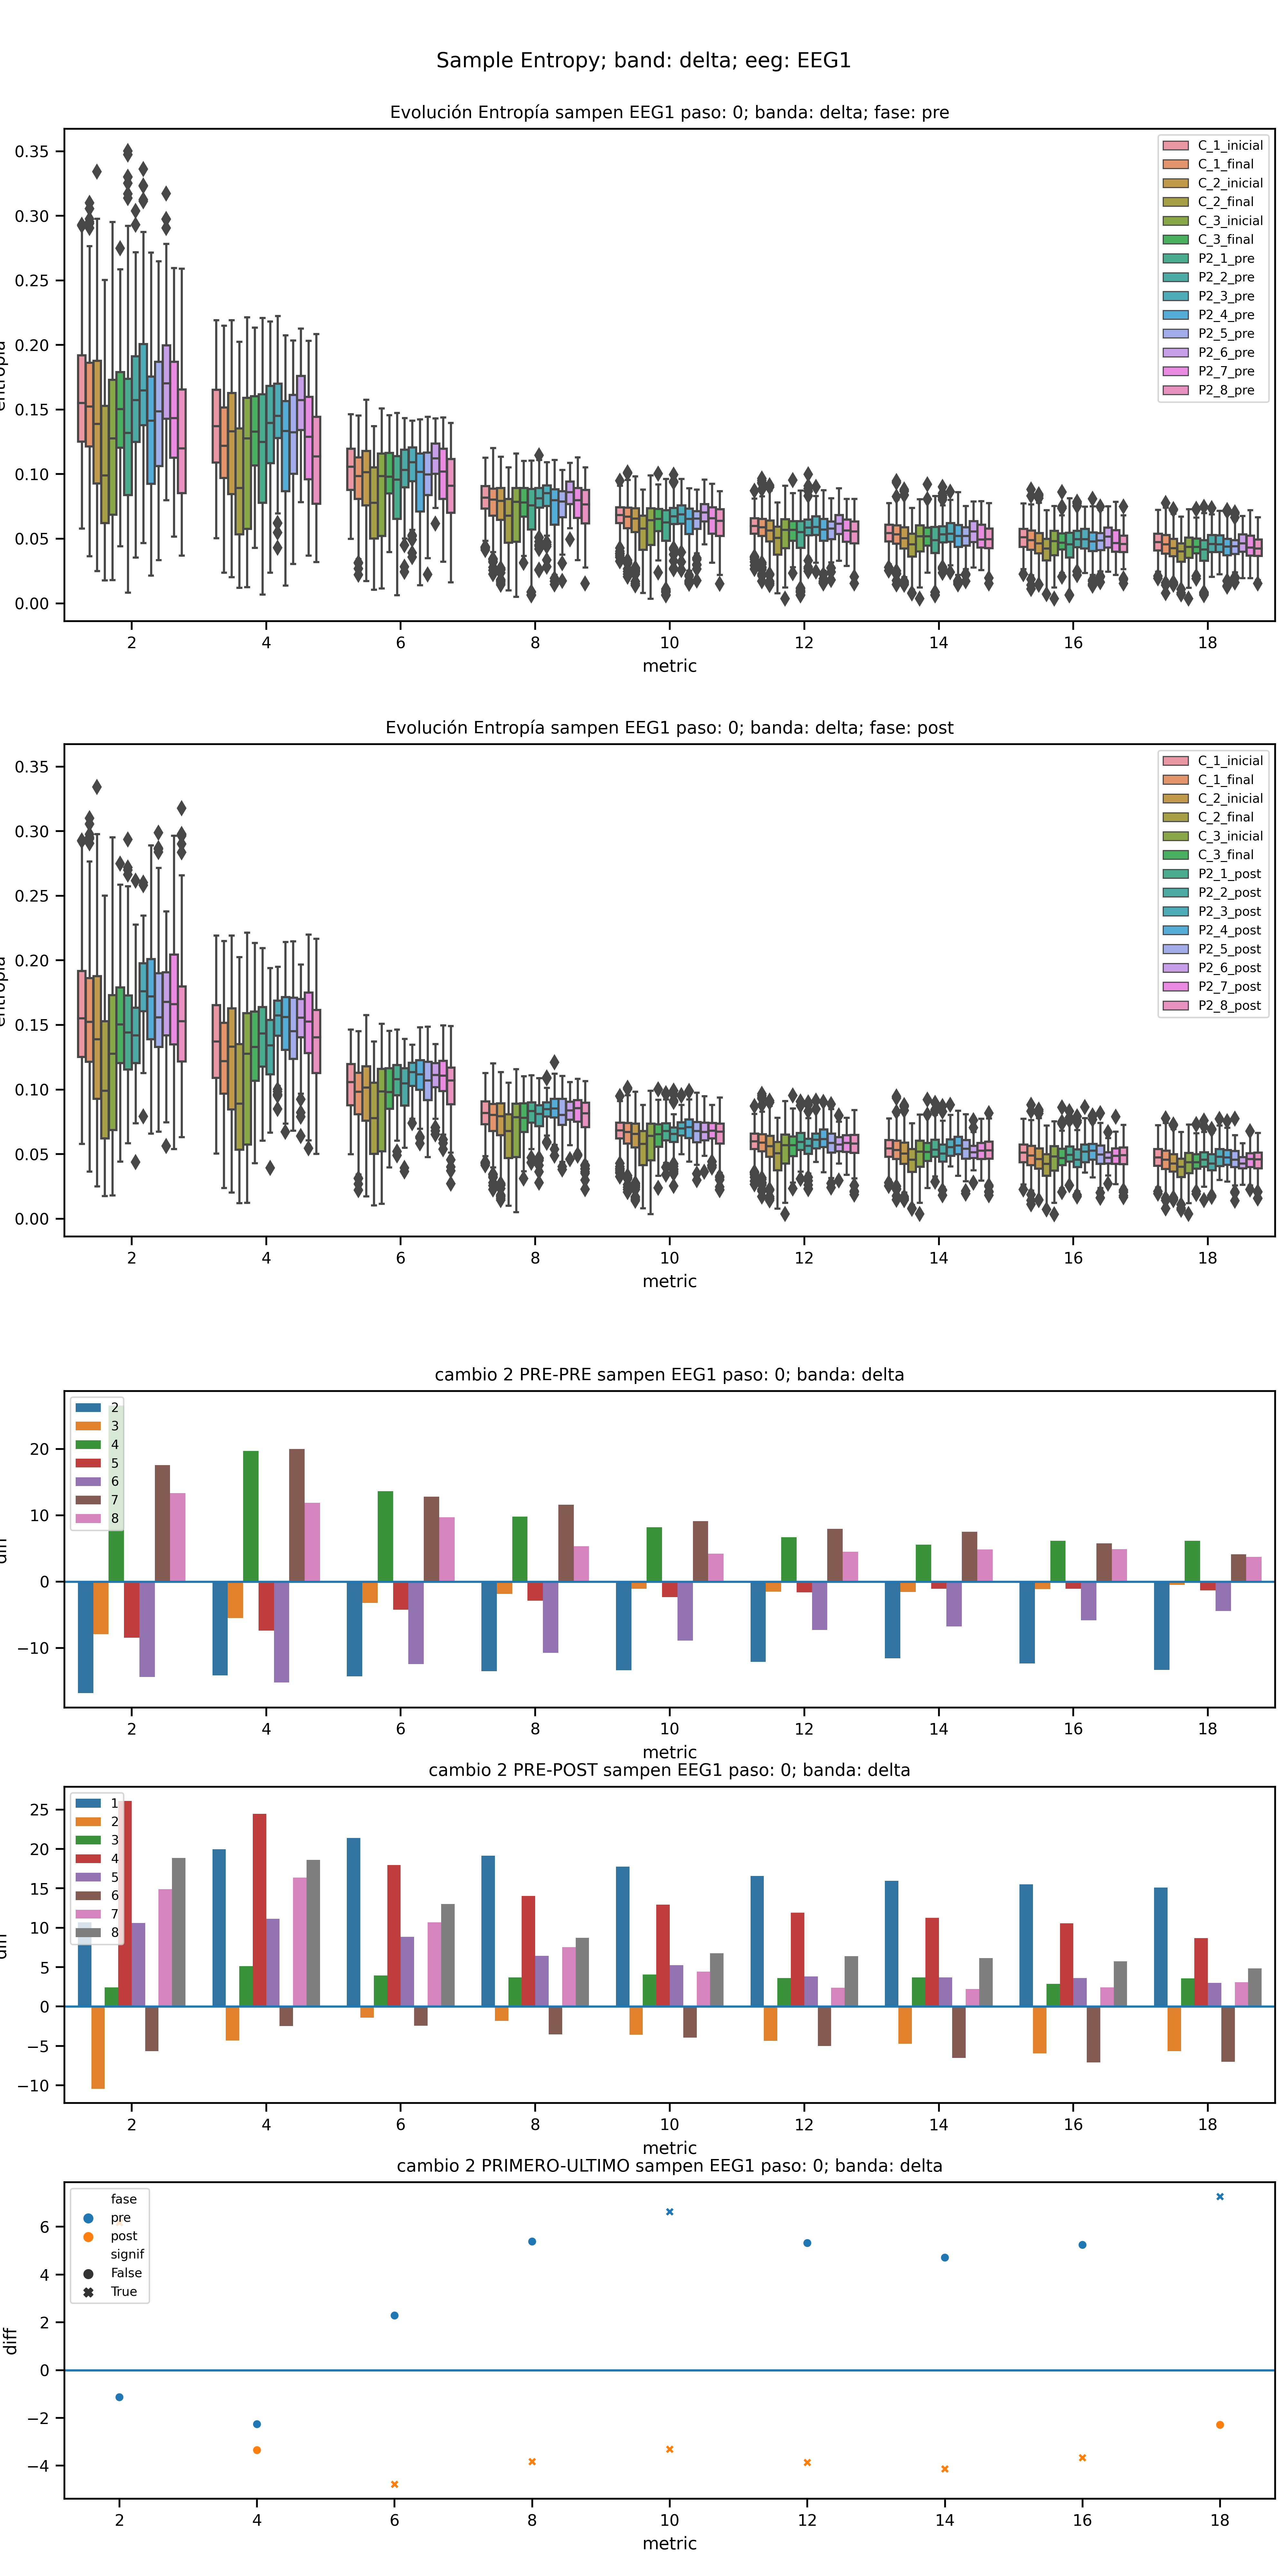 Sample Entropy; band: delta; eeg: EEG1
Evolución Entropía sampen EEG1 paso: 0; banda: delta; fase: pre
0.35
0.30
0.25
0.20
0.15
0.10
0.05
0.00
C_1_inicial
C_1_final
C_2_inicial
C_2_final
C_3_inicial
C_3_final
P2_1_pre
P2_2_pre
P2_3_pre
P2_4_pre
P2_5_pre
P2_6_pre
P2_7_pre
P2_8_pre
2 4 6 8 10 12 14 16 18
metric
Evolución Entropía sampen EEG1 paso: 0; banda: delta; fase: post
0.35
0.30
0.25
0.20
0.15
0.10
0.05
0.00
C_1_inicial
C_1_final
C_2_inicial
C_2_final
C_3_inicial
C_3_final
P2_1_post
P2_2_post
P2_3_post
P2_4_post
P2_5_post
P2_6_post
P2_7_post
P2_8_post
2 4 6 8 10 12 14 16 18
metric
cambio 2 PRE-PRE sampen EEG1 paso: 0; banda: delta
20
10
0
−10
2
3
4
5
6
7
8
2 4 6 8 10 12 14 16 18
metric
cambio 2 PRE-POST sampen EEG1 paso: 0; banda: delta
25
20
15
10
5
0
−5
−10
1
2
3
4
5
6
7
8
2 4 6 8 10 12 14 16 18
metric
cambio 2 PRIMERO-ULTIMO sampen EEG1 paso: 0; banda: delta
diff
6
4
2
0
−2
−4
fase
pre
post
signif
False
True
2 4 6 8 10 12 14 16 18
metric